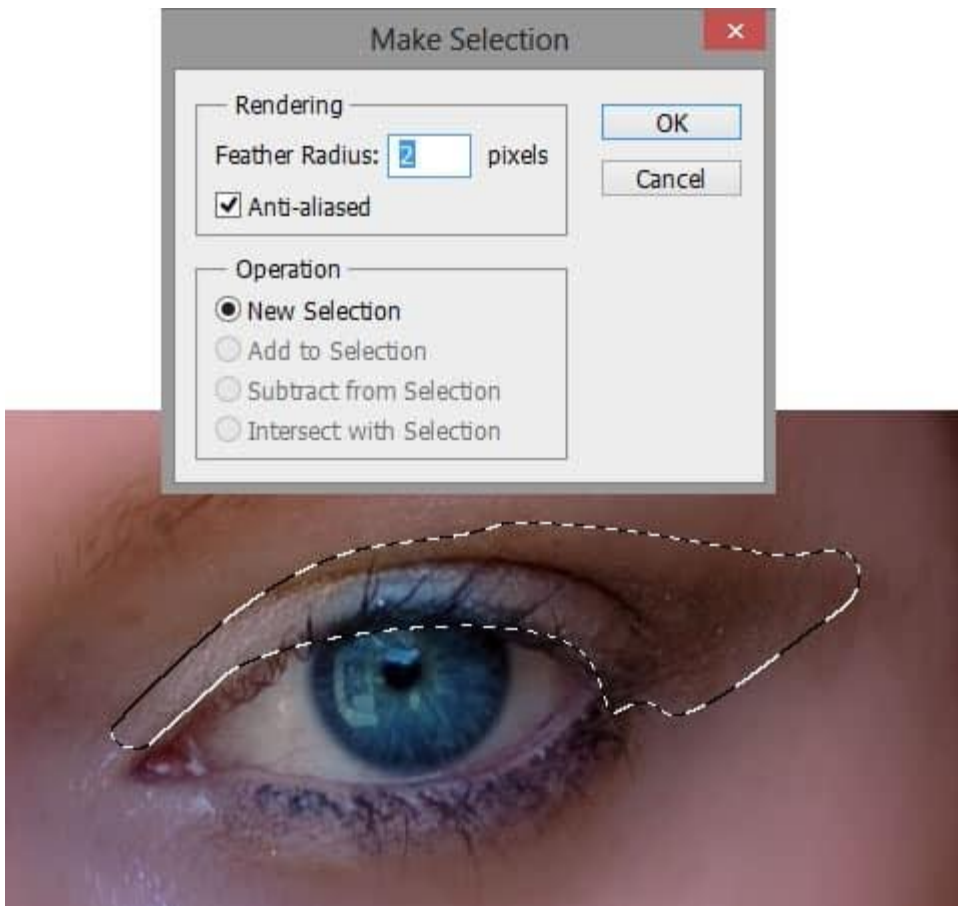 Make Selection
Rendering
OK
Feather Radius: 2 pixels
Cancel
Anti-aliased
Operation
New Selection
Add to Selection
Subtract from Selection
Intersect with Selection